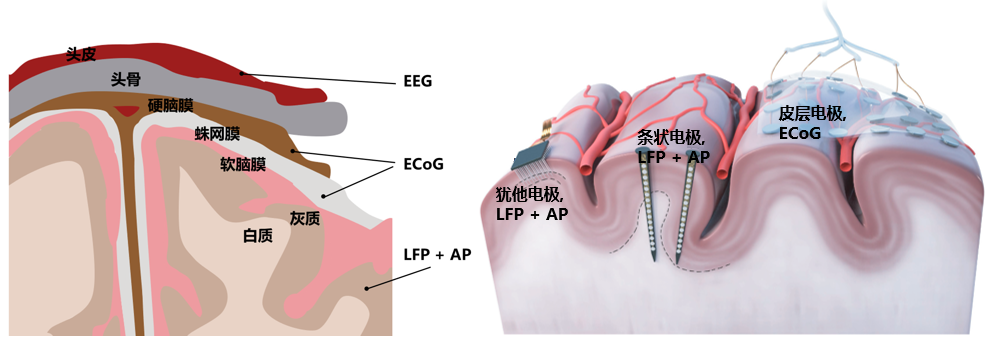 头皮
头骨
硬脑膜
蛛网膜
软脑膜
灰质
白质
EEG
ECoG
LFP + AP
犹他电极,
LFP + AP
条状电极,
LFP + AP
皮层电极,
ECoG